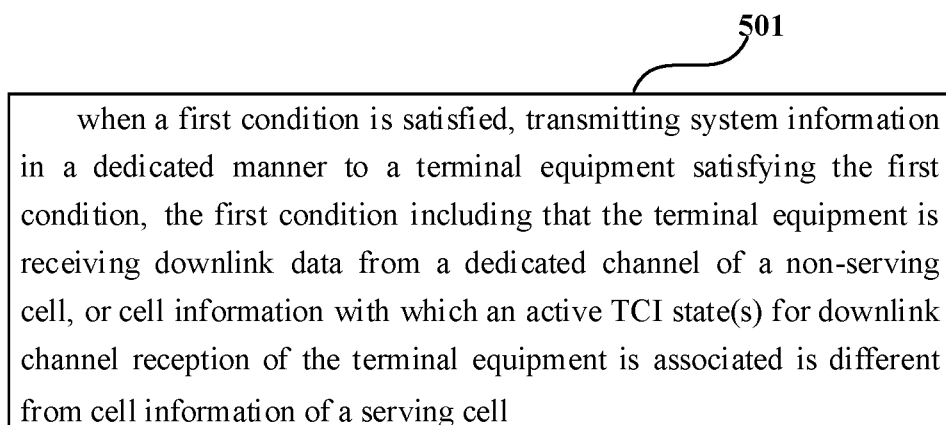 501
when a first condition is satisfied, transmitting system information
in a dedicated manner to a terminal equipment satisfying the first
condition, the first condition including that the terminal equipment is
receiving downlink data from a dedicated channel of a non-serving
cell, or cell information with which an active TCI state(s) for downlink
channel reception of the terminal equipment is associated is different
from cell information of a serving cell